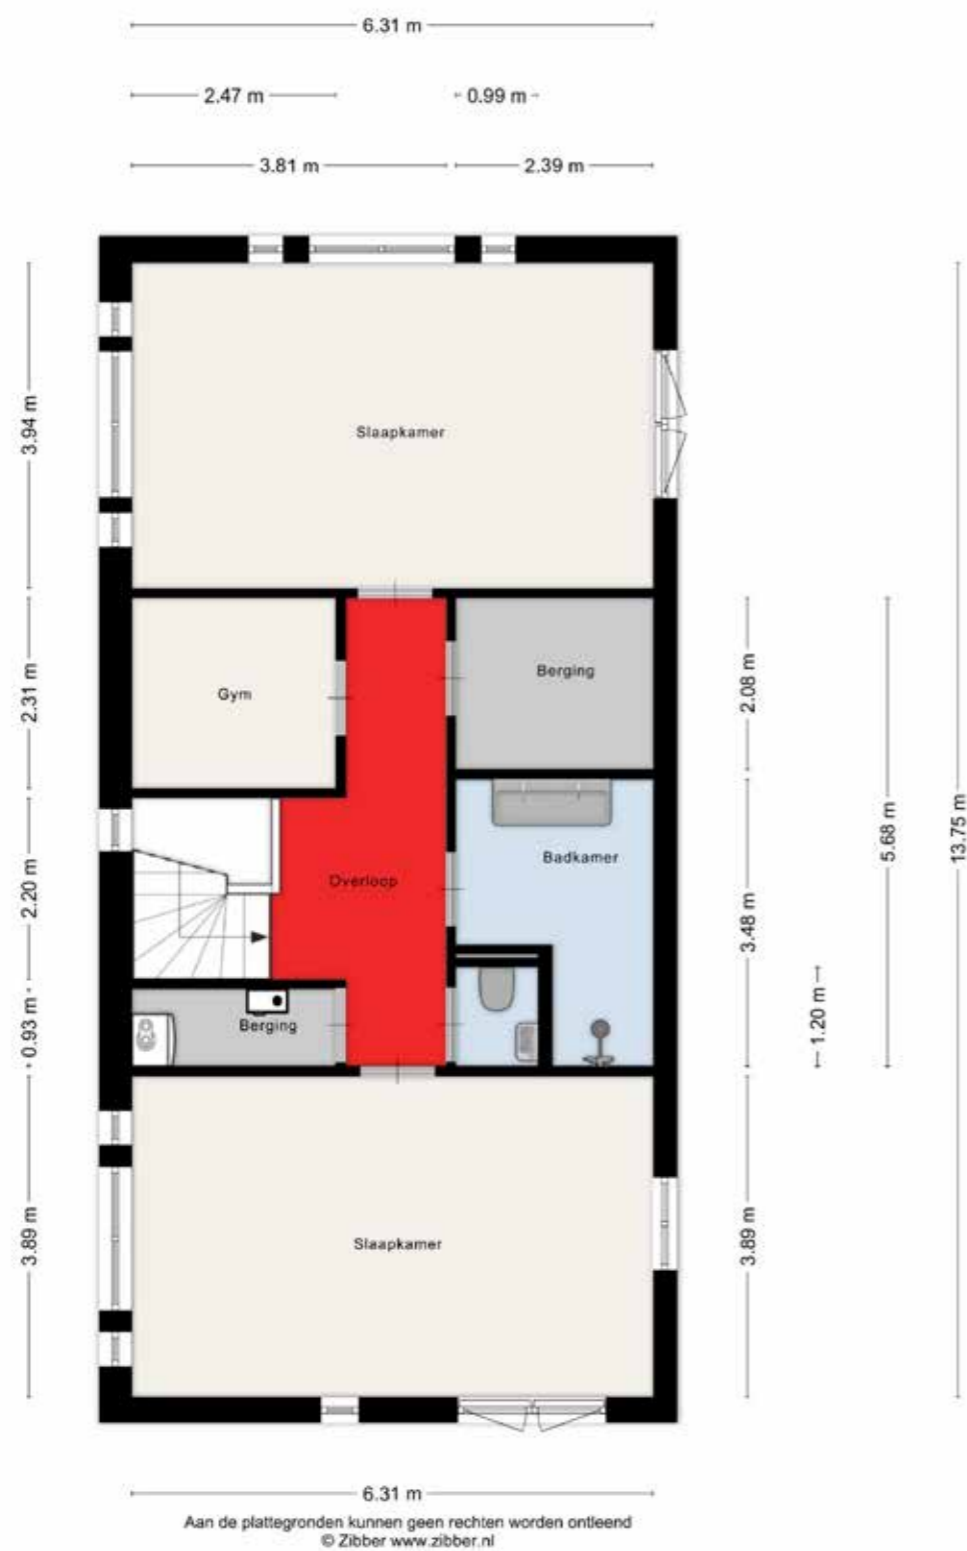 6.31 m
2.47 m
0.99 m
3.81 m
2.39 m
3.94 m
Slaapkamer
2.31 m
Gym
Berging
2.08 m
5.68 m
13.75 m
2.20 m
Overloop
Badkamer
3.48 m
0.93 m
Berging
1.20 m
3.89 m
Slaapkamer
3.89 m
6.31 m
Aan de plattegronden kunnen geen rechten worden ontleend
© Zibber www.zibber.nl